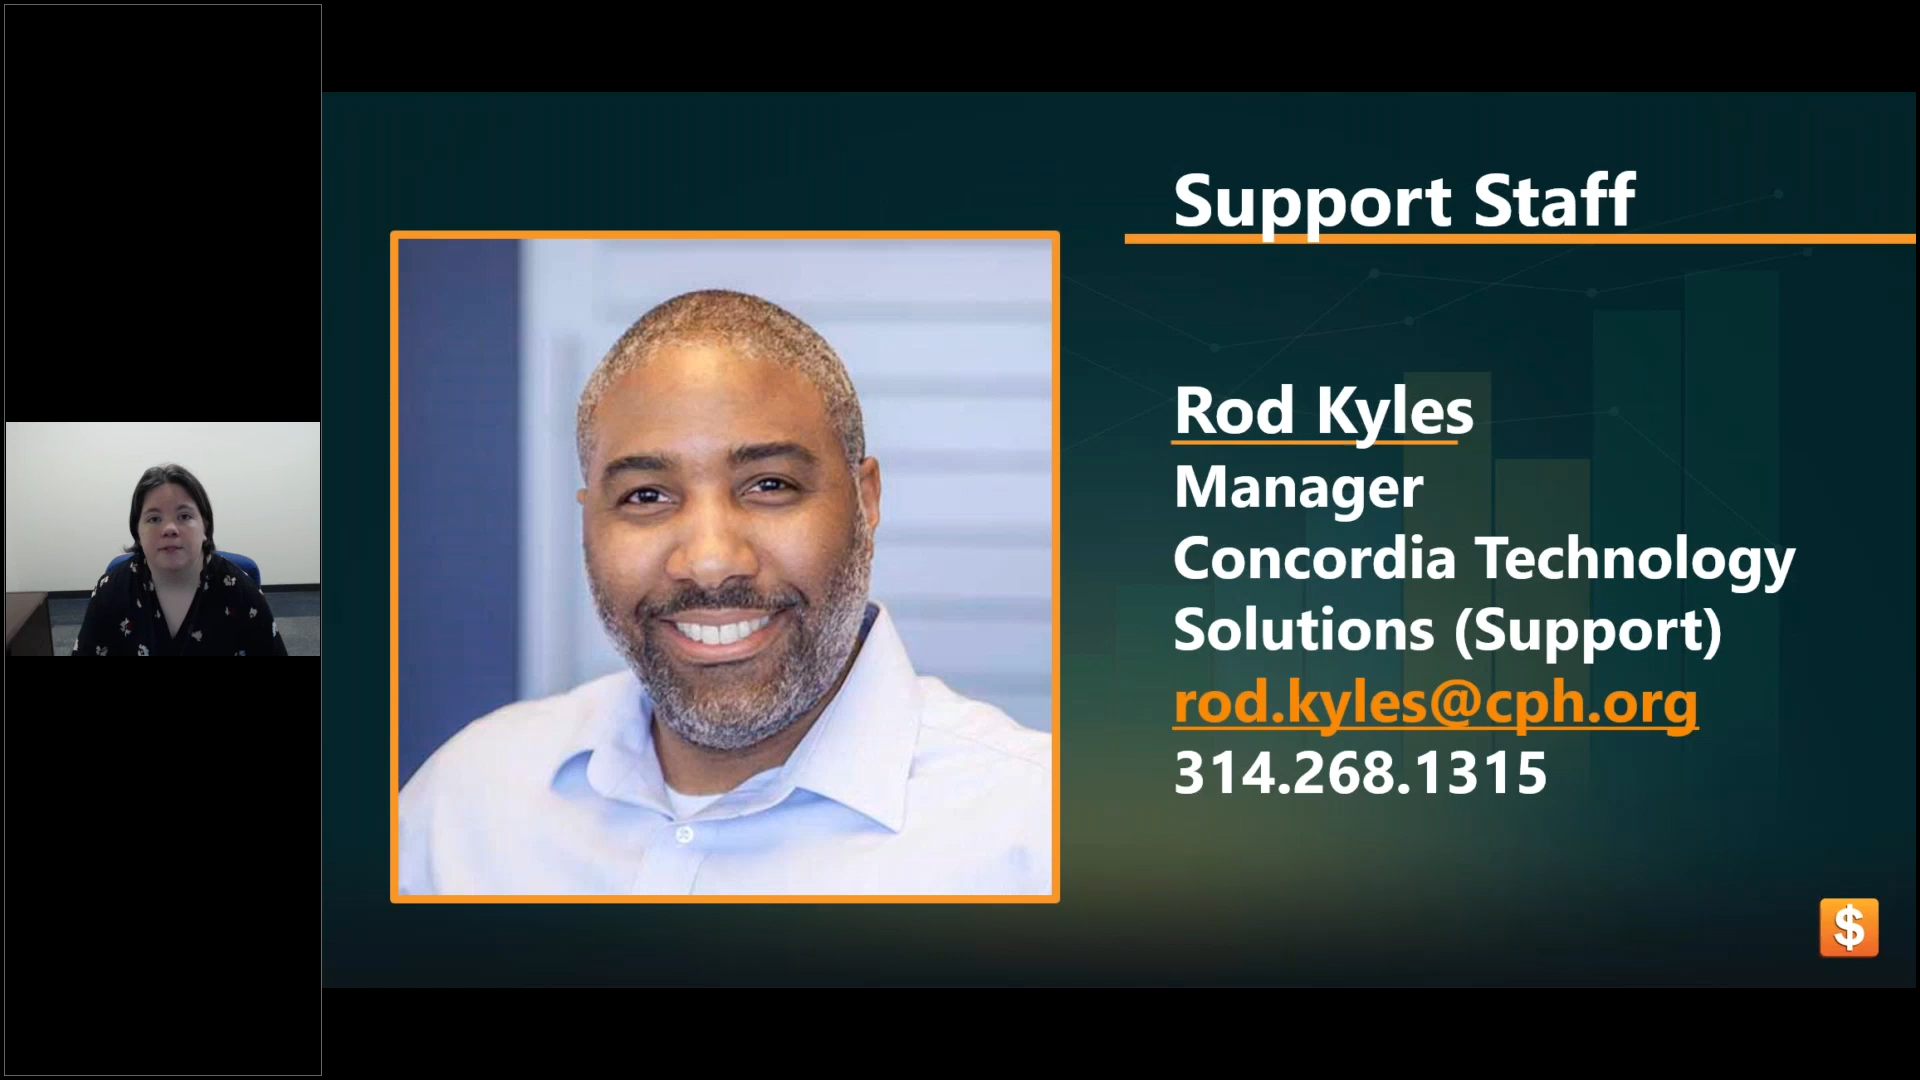 Support Staff
Rod Kyles
Manager
Concordia Technology
Solutions (Support)
rod.kyles@cph.org
314.268.1315
$